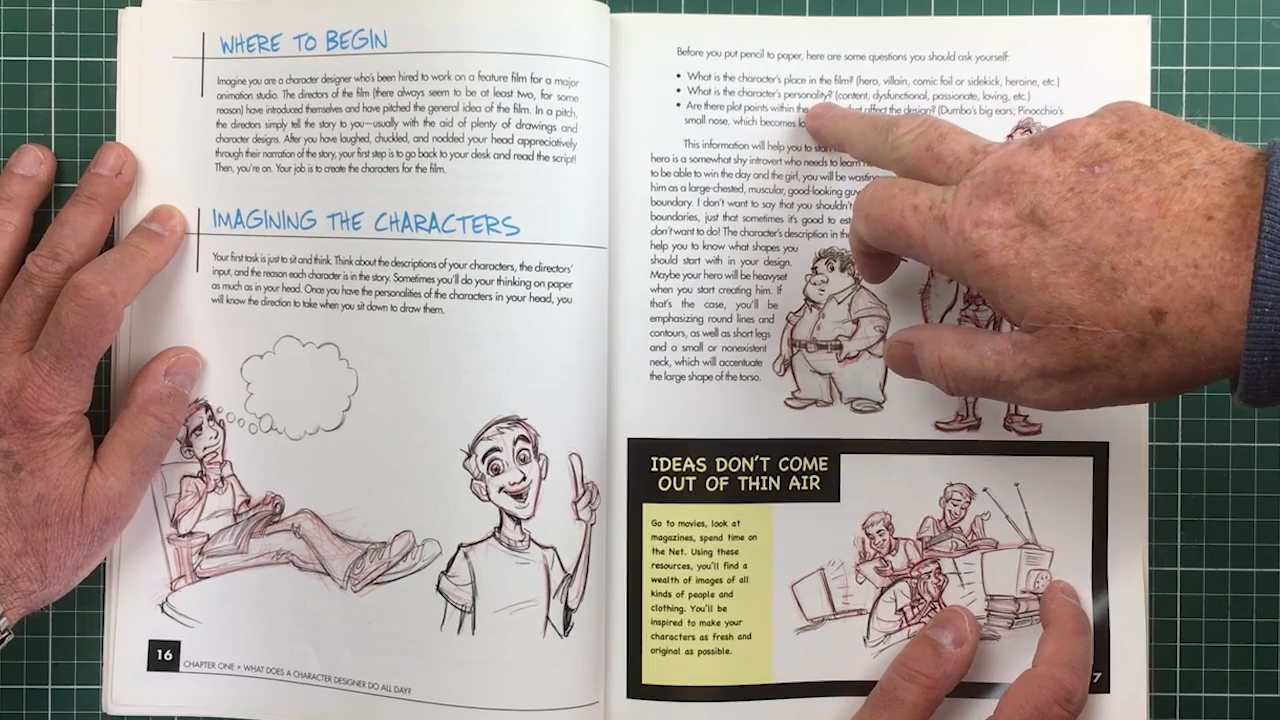 WHERE TO BEGIN
Imagine you are a character designer who's been hired to work on a feature film for a major
animation studio. The directors of the film (there always seem to be at least two, for some
reason) have introduced themselves and have pitched the general idea of the film. In a pitch,
the directors simply tell the story to you—usually with the aid of plenty of drawings and
character designs. After you have laughed, chuckled, and nodded your head appreciatively
through their narration of the story, your first step is to go back to your desk and read the script!
Then, you're on. Your job is to create the characters for the film.
IMAGINING THE CHARACTERS
Your first task is just to sit and think. Think about the descriptions of your characters, the directors'
input, and the reason each character is in the story. Sometimes you'll do your thinking on paper
as much as in your head. Once you have the personalities of the characters in your head, you
will know the direction to take when you sit down to draw them.
16
CHAPTER ONE • WHAT DOES A CHARACTER DESIGNER DO ALL DAY?
Before you put pencil to paper, here are some questions you should ask yourself:
• What is the character's place in the film? (hero, villain, comic foil or sidekick, heroine, etc.)
• What is the character's personality? (content, dysfunctional, passionate, loving, etc.)
• Are there plot points within the affect the design? (Dumbo's big ears; Pinocchio's
small nose, which becomes
This information will help you to
hero is a somewhat shy introvert who needs to learn
to be able to win the day and the girl, you will be wasting
him as a large-chested, muscular, good-looking guy
boundary. I don't want to say that you shouldn't
boundaries, just that sometimes it's good to
don't want to do! The character's description in the
help you to know what shapes you
should start with in your design.
Maybe your hero will be heavyset
when you start creating him. If
that's the case, you'll be
emphasizing round lines and
contours, as well as short legs
and a small or nonexistent
neck, which will accentuate
the large shape of the torso.
IDEAS DON'T COME
OUT OF THIN AIR
Go to movies, look at
magazines, spend time on
the Net. Using these
resources, you'll find a
wealth of images of all
kinds of people and
clothing. You'll be
inspired to make your
characters as fresh and
original as possible.
7